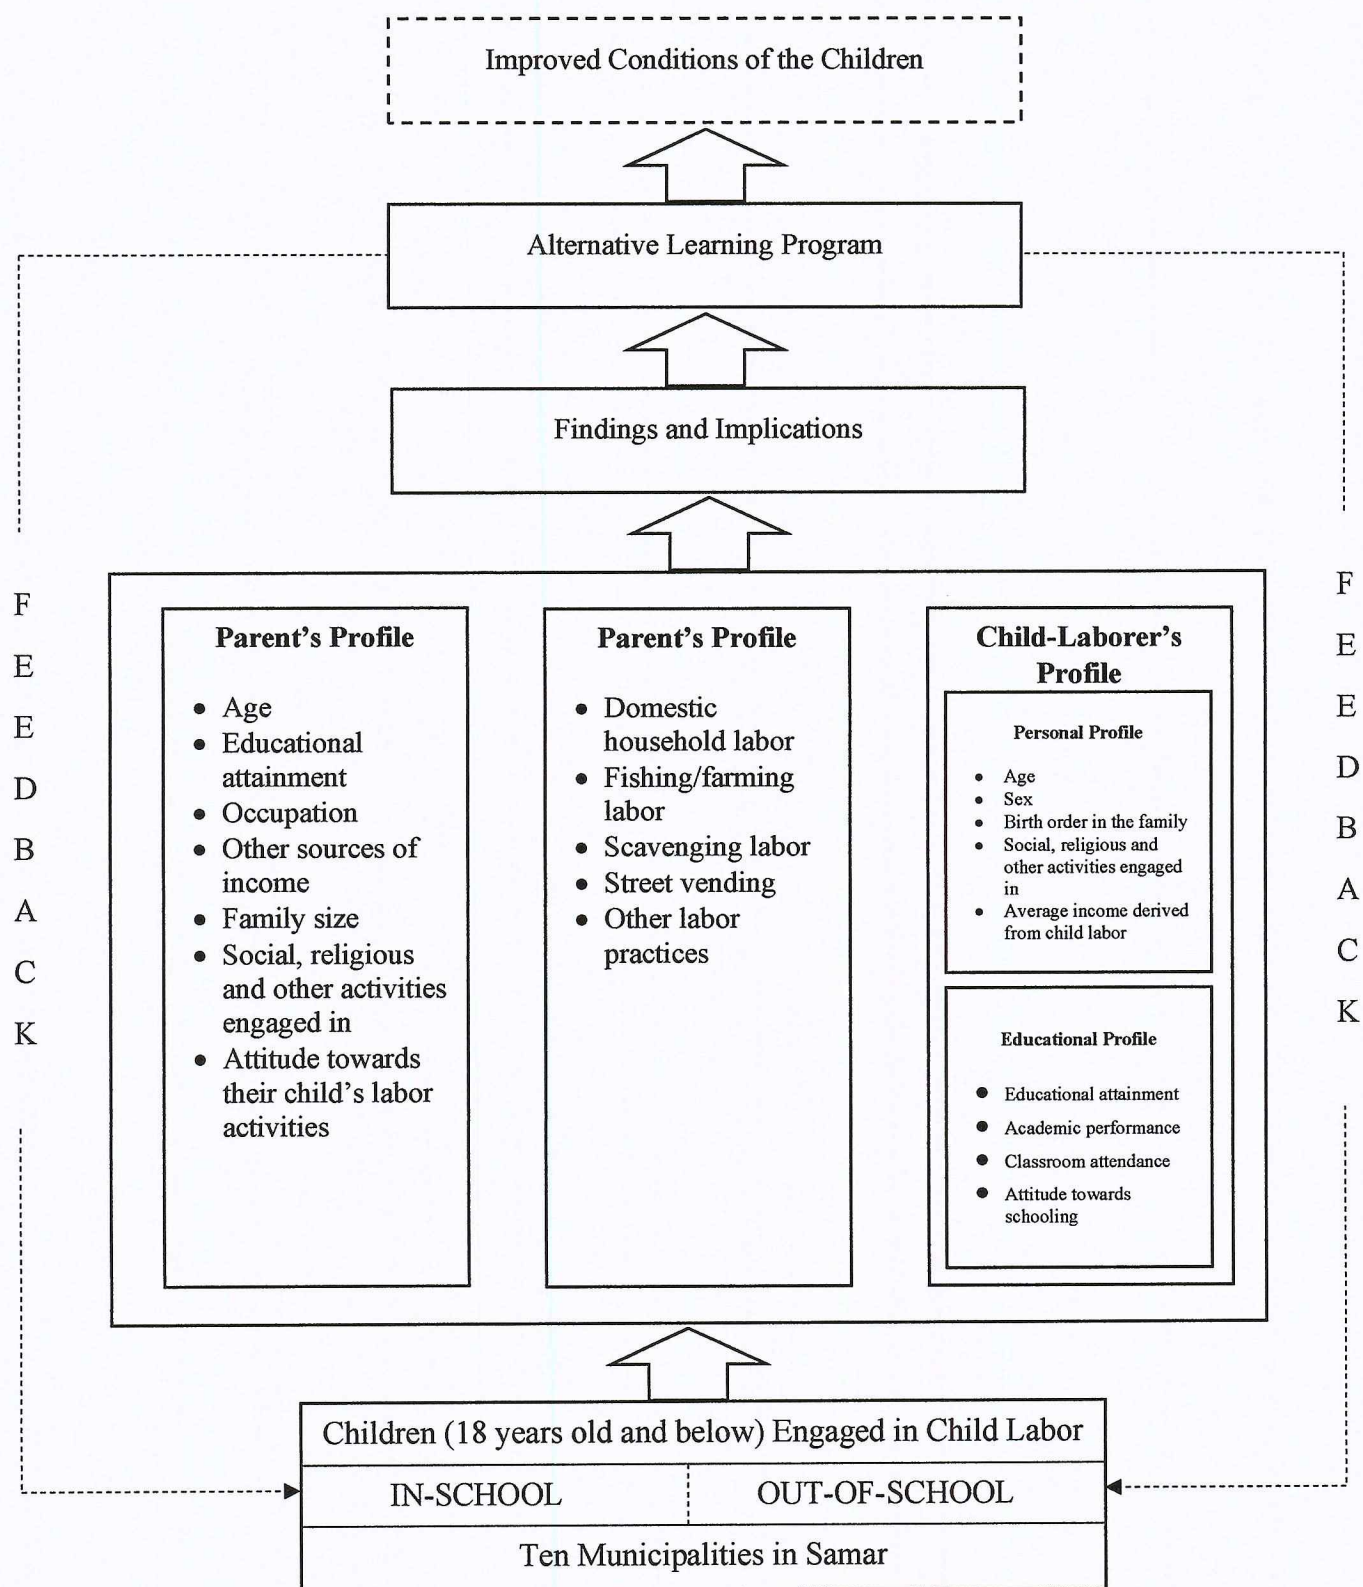 Improved Conditions of the Children
Alternative Learning Program
Findings and Implications
F
E
E
D
B
A
C
K
Parent's Profile
• Age
• Educational
attainment
• Occupation
• Other sources of
income
• Family size
• Social, religious
and other activities
engaged in
• Attitude towards
their child's labor
activities
Parent's Profile
• Domestic
household labor
• Fishing/farming
labor
• Scavenging labor
• Street vending
• Other labor
practices
Child-Laborer's
Profile
Personal Profile
• Age
• Sex
• Birth order in the family
• Social, religious and
other activities engaged
in
• Average income derived
from child labor
Educational Profile
• Educational attainment
• Academic performance
• Classroom attendance
• Attitude towards
schooling
F
E
E
D
B
A
C
K
Children (18 years old and below) Engaged in Child Labor
IN-SCHOOL
OUT-OF-SCHOOL
Ten Municipalities in Samar